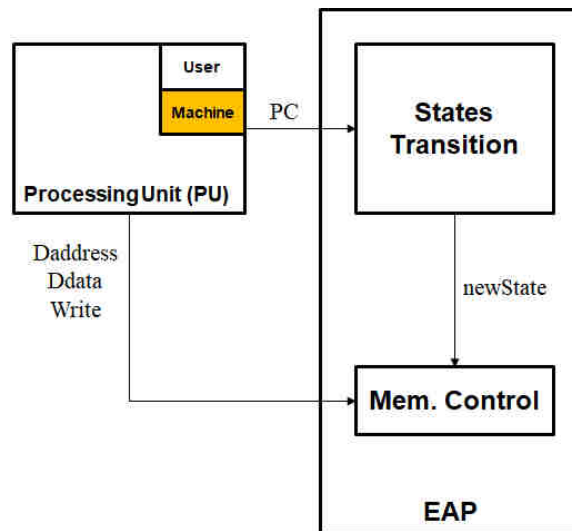 User
Machine
PC
States
Transition
Processing Unit (PU)
Daddress
Ddata
Write
newState
Mem. Control
EAP